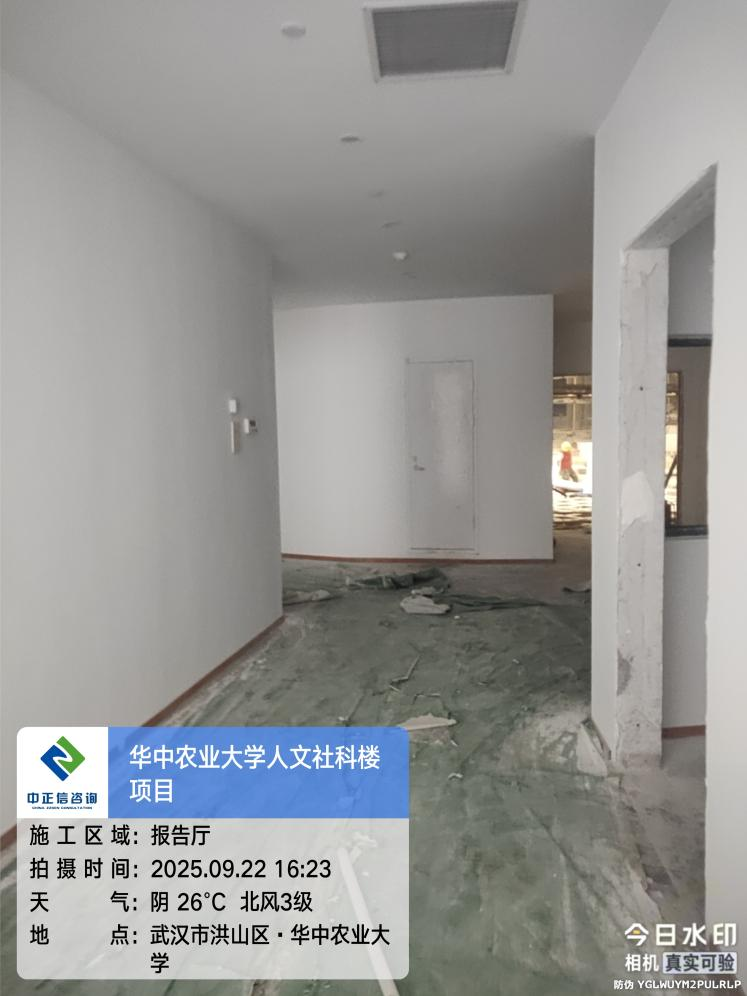 华中农业大学人文社科楼
项目
中正信咨询
CHINA ZENXIN CONSULTATION
施工区域：报告厅
拍摄时间：2025.09.22 16:23
天气：阴 26℃ 北风3级
地点：武汉市洪山区·华中农业大
学
今日水印
相机 真实可验
防伪 YGLWUYM2PULRLP